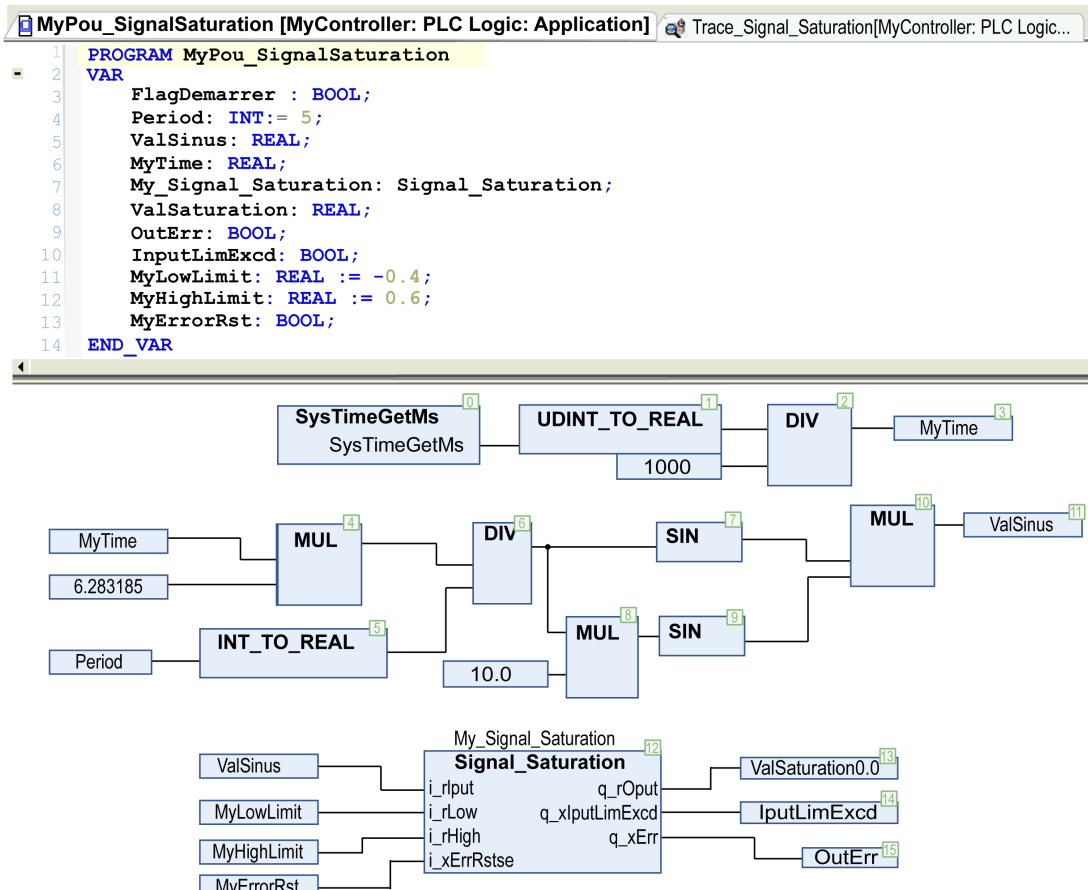 MyPou_SignalSaturation [MyController: PLC Logic: Application]
Trace_Signal_Saturation[MyController: PLC Logic...
1 PROGRAM MyPou_SignalSaturation
2 VAR
3 FlagDemarrer : BOOL;
4 Period: INT:= 5;
5 ValSinus: REAL;
6 MyTime: REAL;
7 My_Signal_Saturation: Signal_Saturation;
8 ValSaturation: REAL;
9 OutErr: BOOL;
10 InputLimExcd: BOOL;
11 MyLowLimit: REAL := -0.4;
12 MyHighLimit: REAL := 0.6;
13 MyErrorRst: BOOL;
14 END_VAR
0
SysTimeGetMs
SysTimeGetMs
1
UDINT_TO_REAL
1000
2
DIV
3
MyTime
MyTime
6.283185
4
MUL
5
INT_TO_REAL
Period
6
DIV
7
SIN
8
MUL
10.0
9
SIN
10
MUL
11
ValSinus
My_Signal_Saturation
12
Signal_Saturation
ValSinus
i_rIput
q_rOput
13
ValSaturation0.0
MyLowLimit
i_rLow
q_xIputLimExcd
14
IputLimExcd
MyHighLimit
i_rHigh
q_xErr
15
OutErr
MyErrorRst
i_xErrRstse